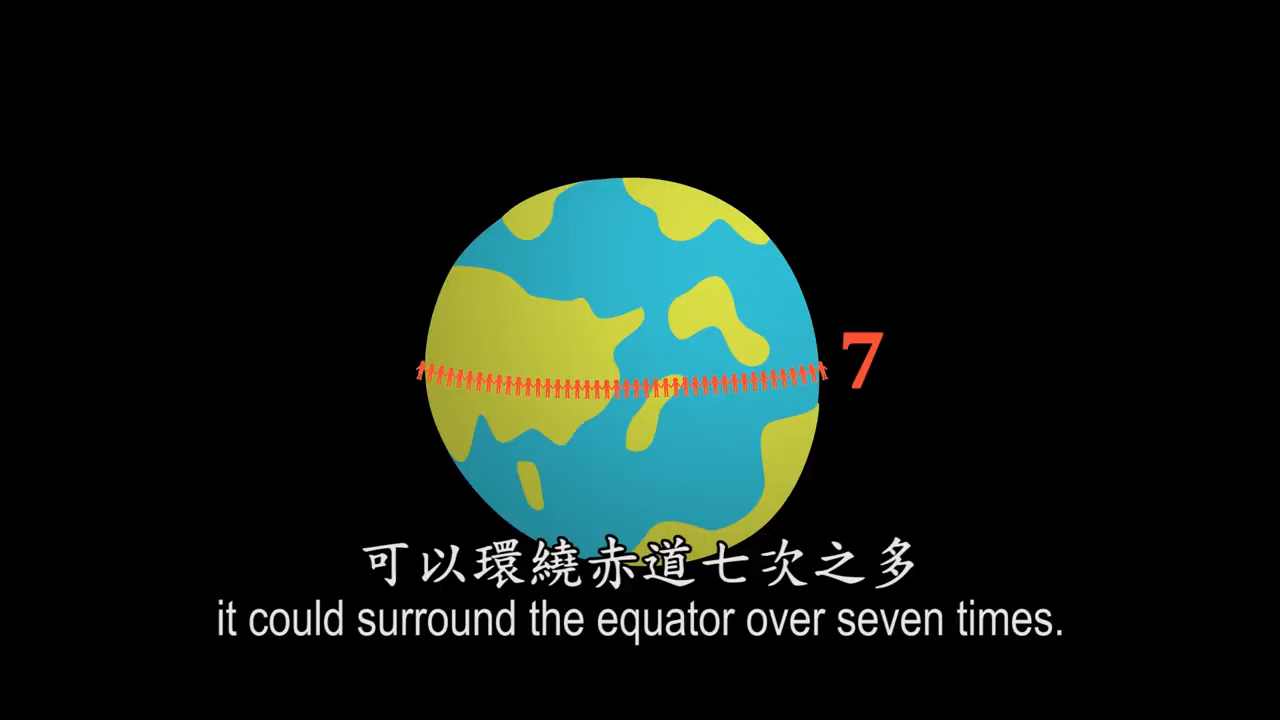 7
可以環繞赤道七次之多
it could surround the equator over seven times.